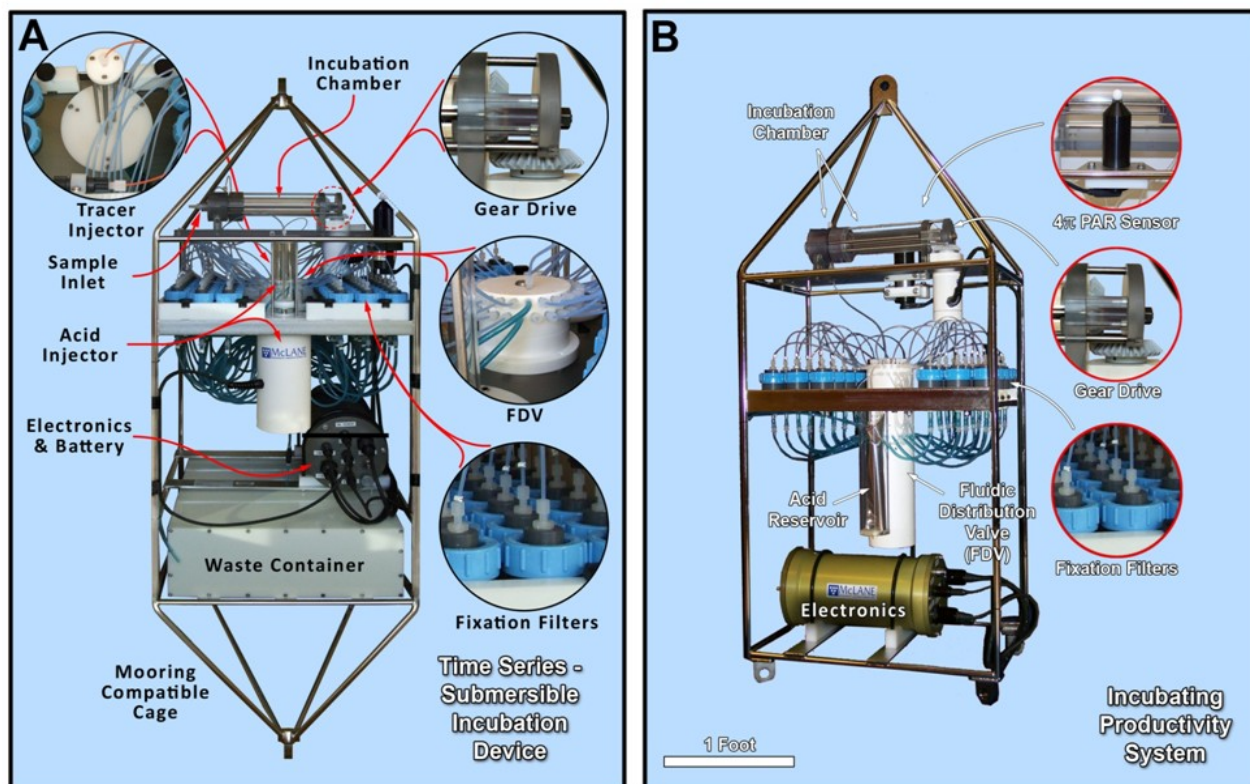 A
Incubation
Chamber
Tracer
Injector
Gear Drive
Sample
Inlet
Acid
Injector
McLANE
FDV
Electronics
& Battery
Waste Container
Fixation Filters
Mooring
Compatible
Cage
Time Series -
Submersible
Incubation
Device
B
Incubation
Chamber
4π PAR Sensor
Gear Drive
Acid
Reservoir
Fluidic
Distribution
Valve
(FDV)
Fixation Filters
McLANE
Electronics
1 Foot
Incubating
Productivity
System